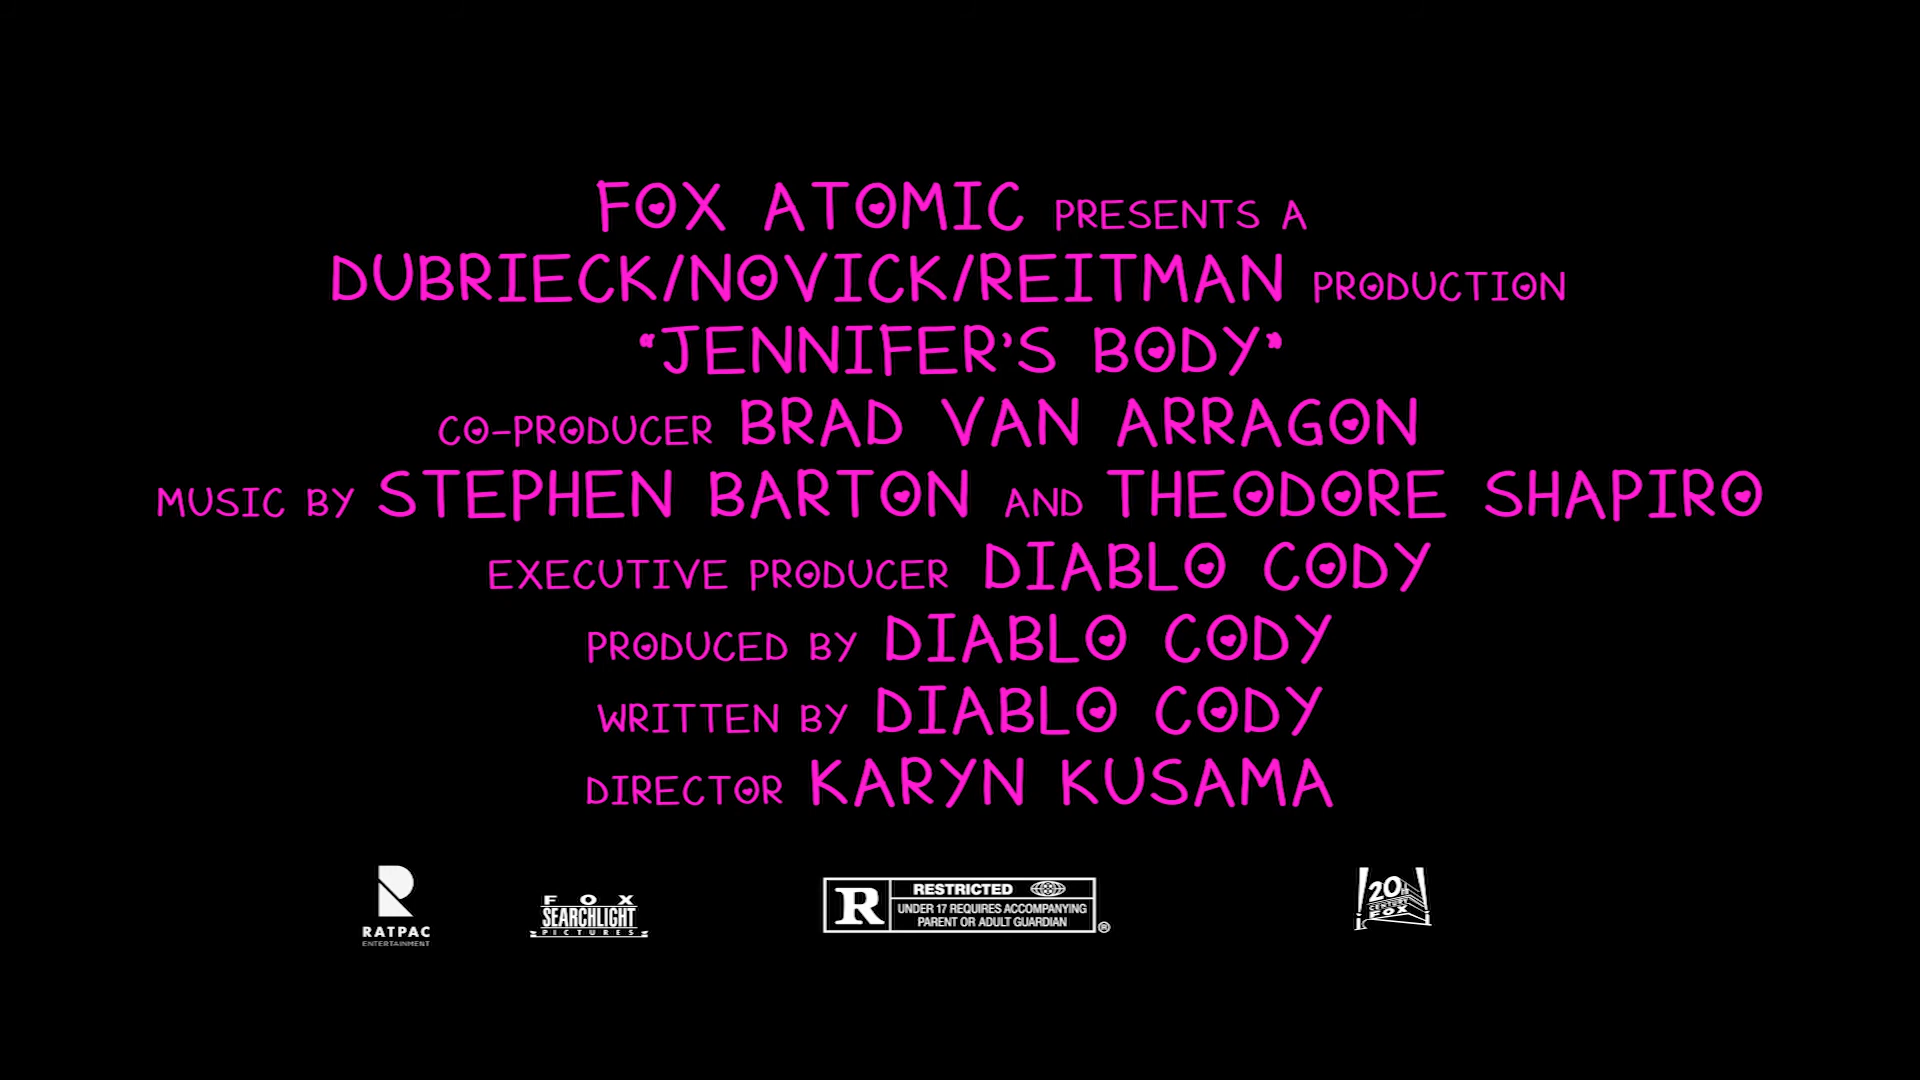 FOX ATOMIC PRESENTS A
DUBRIECK/NOVICK/REITMAN PRODUCTION
“JENNIFER’S BODY”
CO-PRODUCER BRAD VAN ARRAGON
MUSIC BY STEPHEN BARTON AND THEODORE SHAPIRO
EXECUTIVE PRODUCER DIABLO CODY
PRODUCED BY DIABLO CODY
WRITTEN BY DIABLO CODY
DIRECTOR KARYN KUSAMA
RATPAC
ENTERTAINMENT
FOX
SEARCHLIGHT
PICTURES
R RESTRICTED
UNDER 17 REQUIRES ACCOMPANYING
PARENT OR ADULT GUARDIAN ®
20TH
CENTURY
FOX